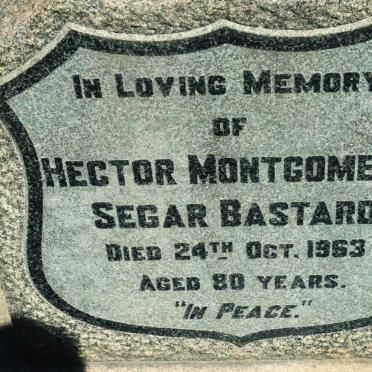 IN LOVING MEMORY
OF
HECTOR MONTGOME
SEGAR BASTARD
DIED 24TH OCT. 1963
AGED 80 YEARS.
"IN PEACE."